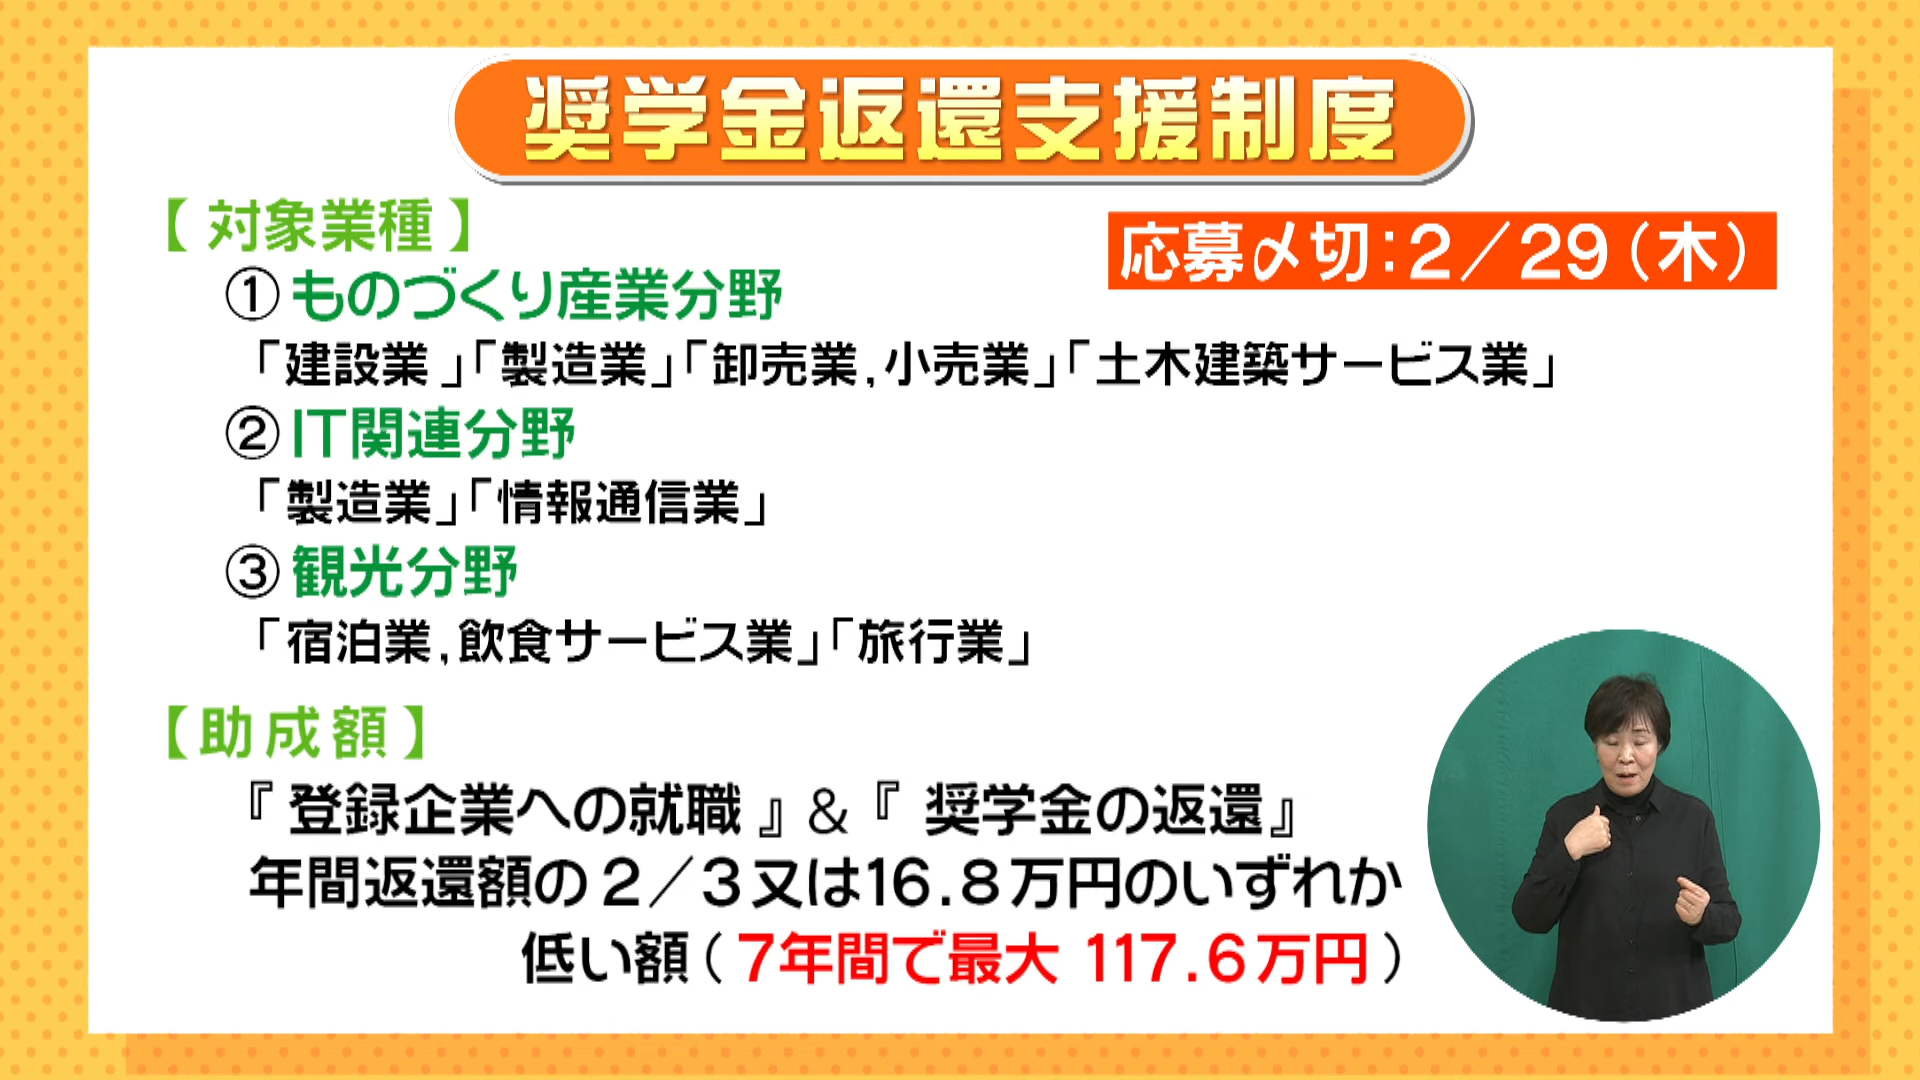 奨学金返還支援制度
【対象業種】
応募〆切：2／29（木）
①ものづくり産業分野
「建設業」「製造業」「卸売業,小売業」「土木建築サービス業」
②IT関連分野
「製造業」「情報通信業」
③観光分野
「宿泊業,飲食サービス業」「旅行業」
【助成額】
『登録企業への就職』&『奨学金の返還』
年間返還額の2／3又は16.8万円のいずれか
低い額（7年間で最大 117.6万円）